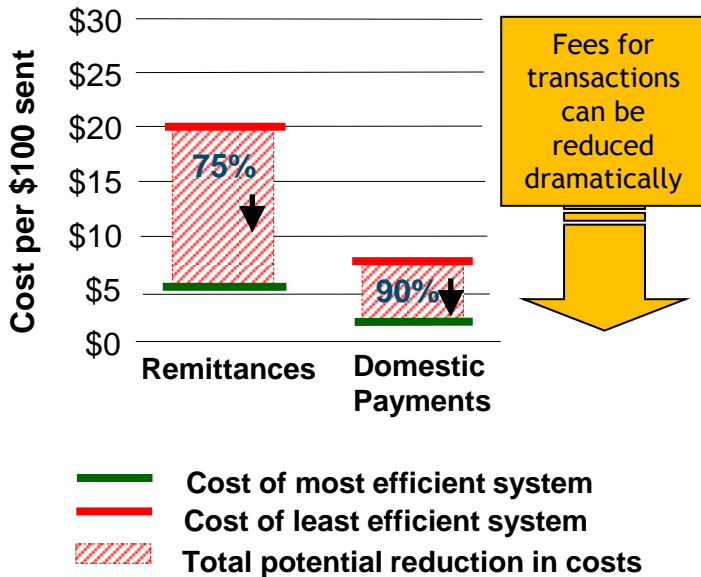 $30
$25
$20
$15
$10
$5
$0
Cost per $100 sent
75%
90%
Remittances
Domestic
Payments
Fees for
transactions
can be
reduced
dramatically
Cost of most efficient system
Cost of least efficient system
Total potential reduction in costs